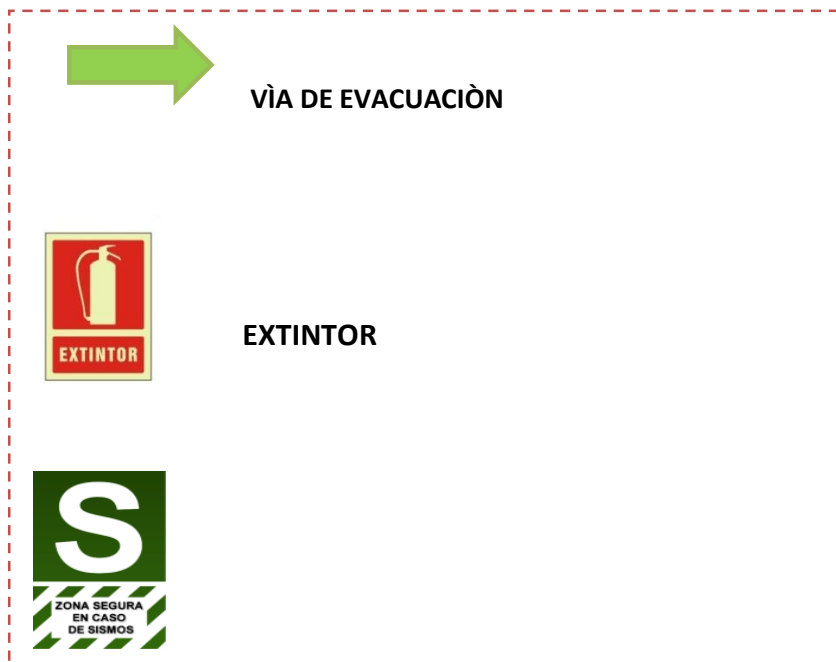 VÌA DE EVACUACIÒN
EXTINTOR
EXTINTOR
S
ZONA SEGURA
EN CASO
DE SISMOS